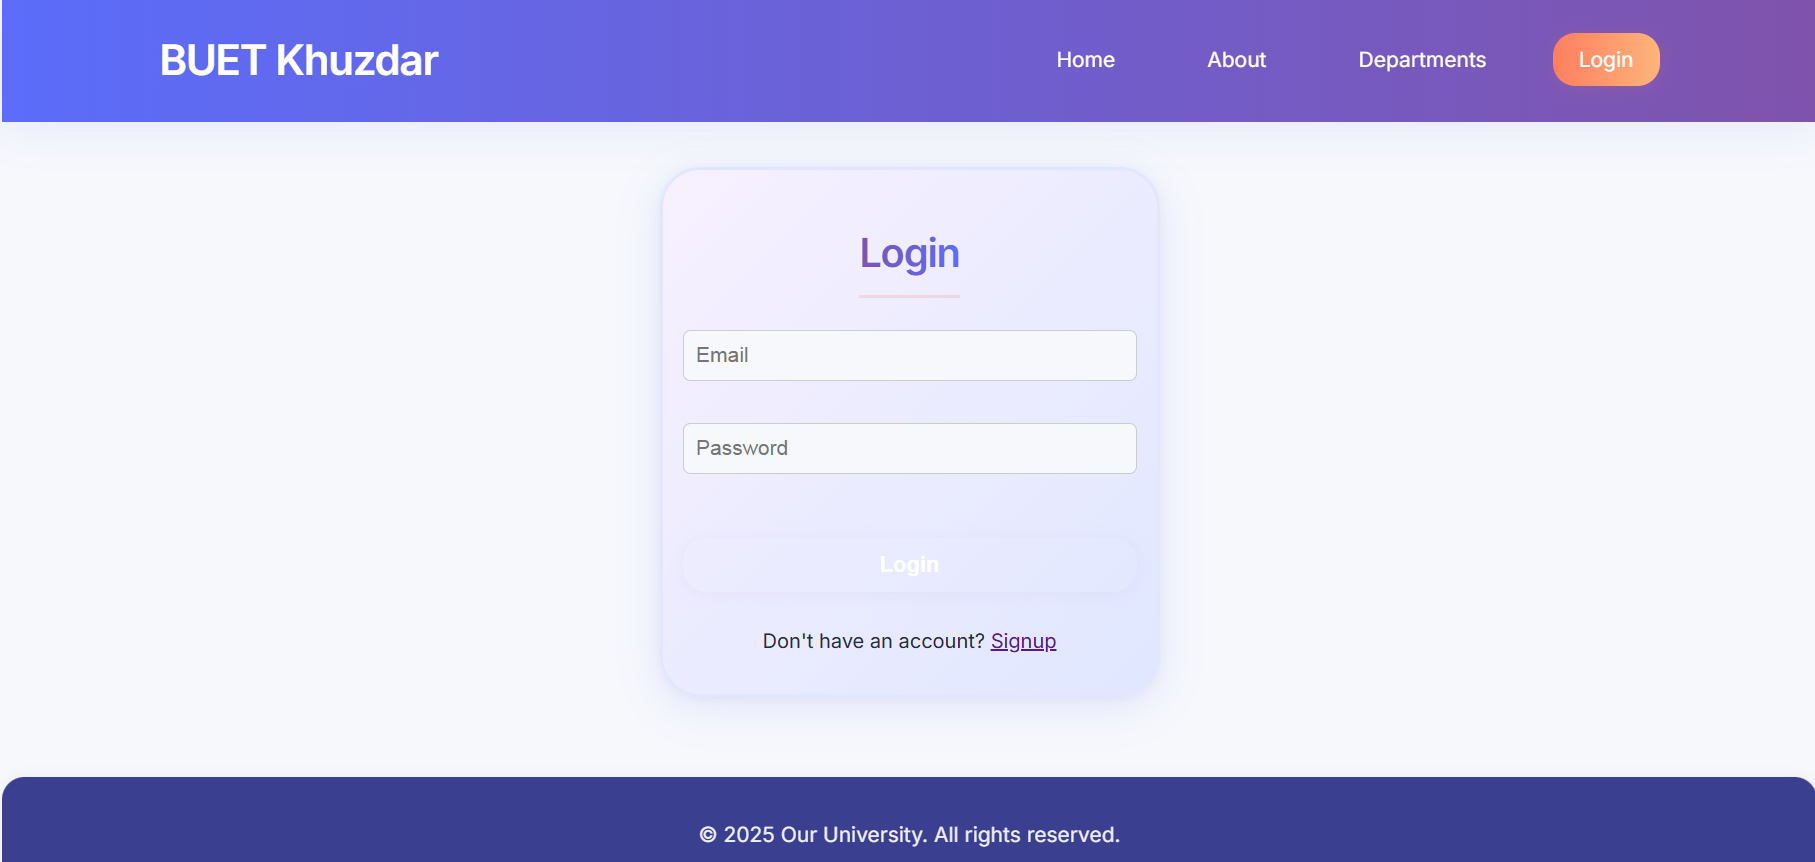 BUET Khuzdar
Home About Departments Login
Login
Email
Password
Login
Don't have an account? Signup
© 2025 Our University. All rights reserved.